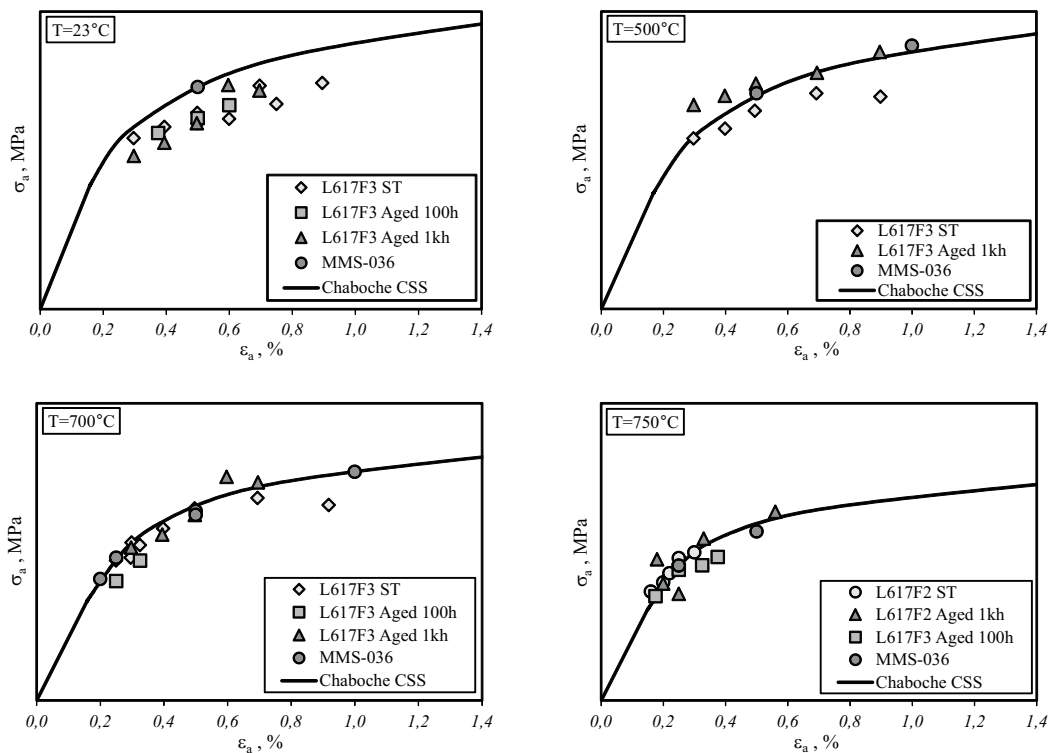 T=23°C
σa , MPa
L617F3 ST
L617F3 Aged 100h
L617F3 Aged 1kh
MMS-036
Chaboche CSS
0,0 0,2 0,4 0,6 0,8 1,0 1,2 1,4
εa , %
T=500°C
σa , MPa
L617F3 ST
L617F3 Aged 1kh
MMS-036
Chaboche CSS
0,0 0,2 0,4 0,6 0,8 1,0 1,2 1,4
εa , %
T=700°C
σa , MPa
L617F3 ST
L617F3 Aged 100h
L617F3 Aged 1kh
MMS-036
Chaboche CSS
0,0 0,2 0,4 0,6 0,8 1,0 1,2 1,4
εa , %
T=750°C
σa , MPa
L617F2 ST
L617F2 Aged 1kh
L617F3 Aged 100h
MMS-036
Chaboche CSS
0,0 0,2 0,4 0,6 0,8 1,0 1,2 1,4
εa , %